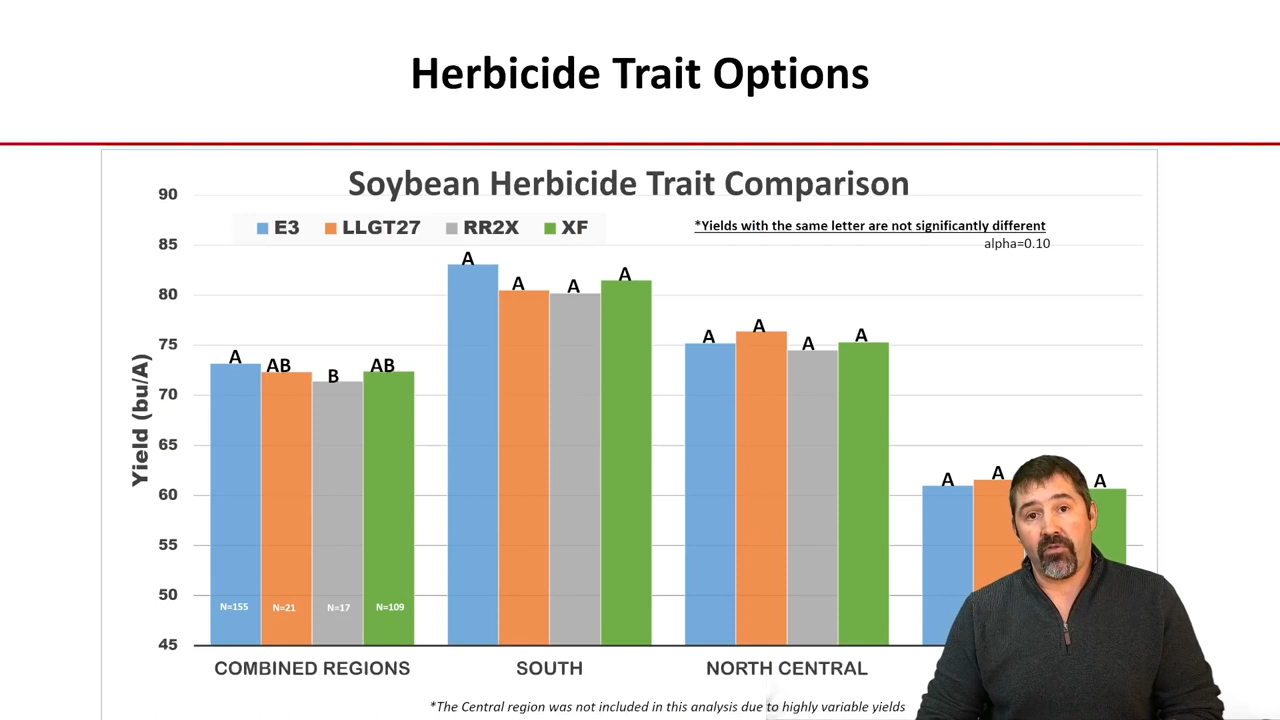 Herbicide Trait Options
Soybean Herbicide Trait Comparison
E3 LLGT27 RR2X XF
*Yields with the same letter are not significantly different
alpha=0.10
Yield (bu/A)
90
85
80
75
70
65
60
55
50
45
A AB B AB
A A A A
A A A A
A A A
N=155 N=21 N=17 N=109
COMBINED REGIONS SOUTH NORTH CENTRAL
*The Central region was not included in this analysis due to highly variable yields